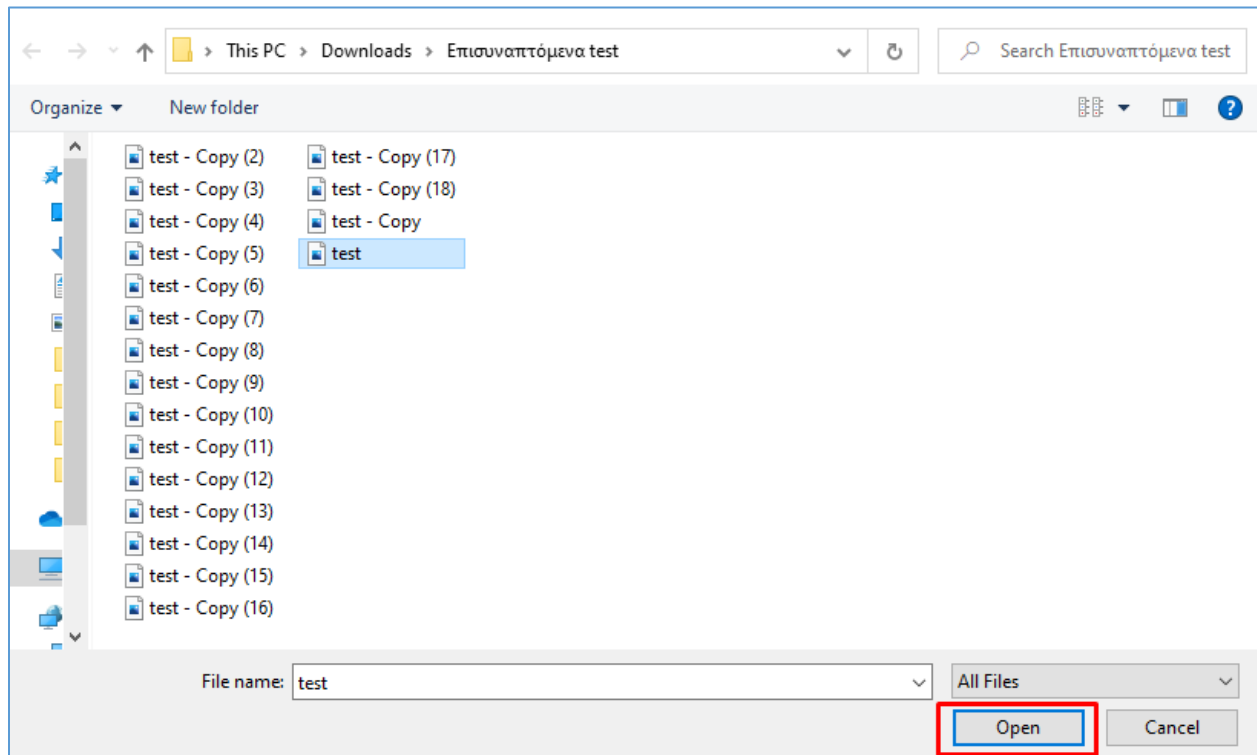 This PC > Downloads > Επισυναπτόμενα test
Search Επισυναπτόμενα test
Organize
New folder
?
test - Copy (2)
test - Copy (3)
test - Copy (4)
test - Copy (5)
test - Copy (6)
test - Copy (7)
test - Copy (8)
test - Copy (9)
test - Copy (10)
test - Copy (11)
test - Copy (12)
test - Copy (13)
test - Copy (14)
test - Copy (15)
test - Copy (16)
test - Copy (17)
test - Copy (18)
test - Copy
test
File name: test
All Files
Open
Cancel